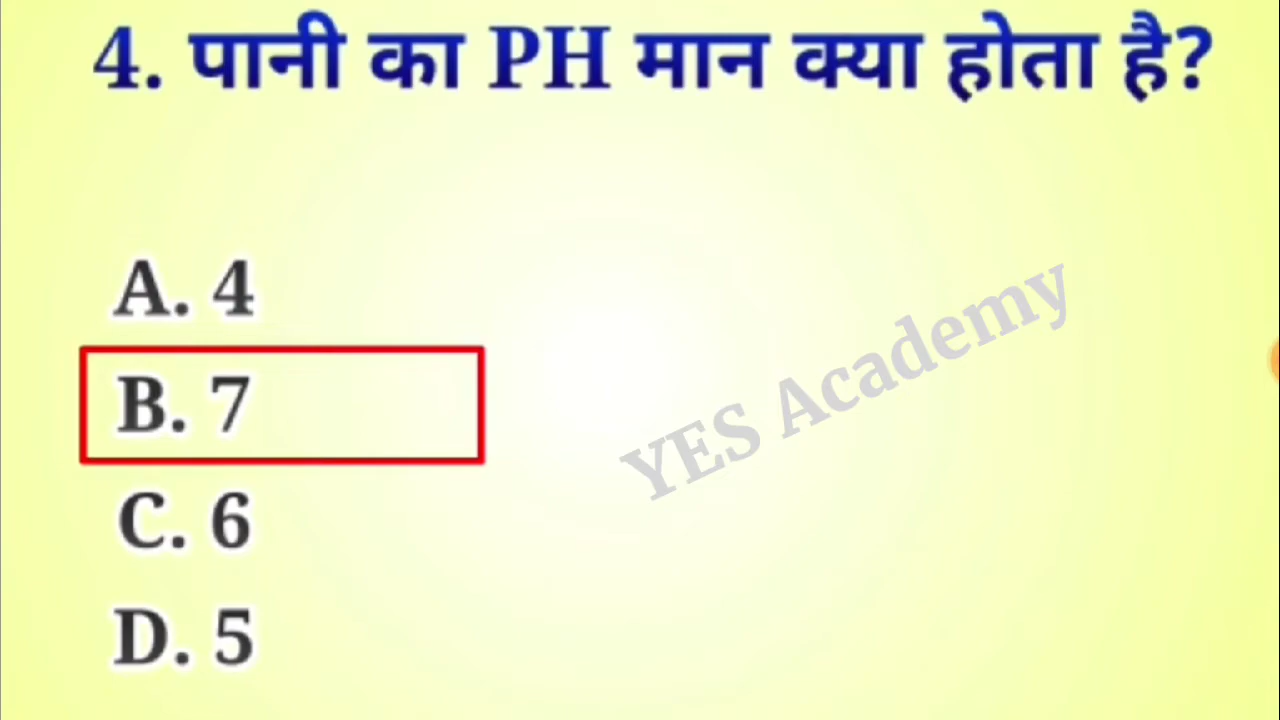 4. पानी का PH मान क्या होता है?
A. 4
B. 7
C. 6
D. 5
YES Academy